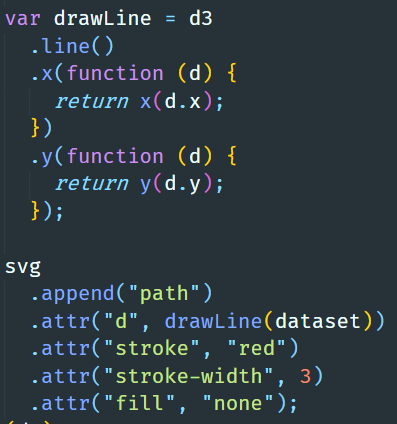 var drawLine = d3
  .line()
  .x(function (d) {
    return x(d.x);
  })
  .y(function (d) {
    return y(d.y);
  });

svg
  .append("path")
  .attr("d", drawLine(dataset))
  .attr("stroke", "red")
  .attr("stroke-width", 3)
  .attr("fill", "none");